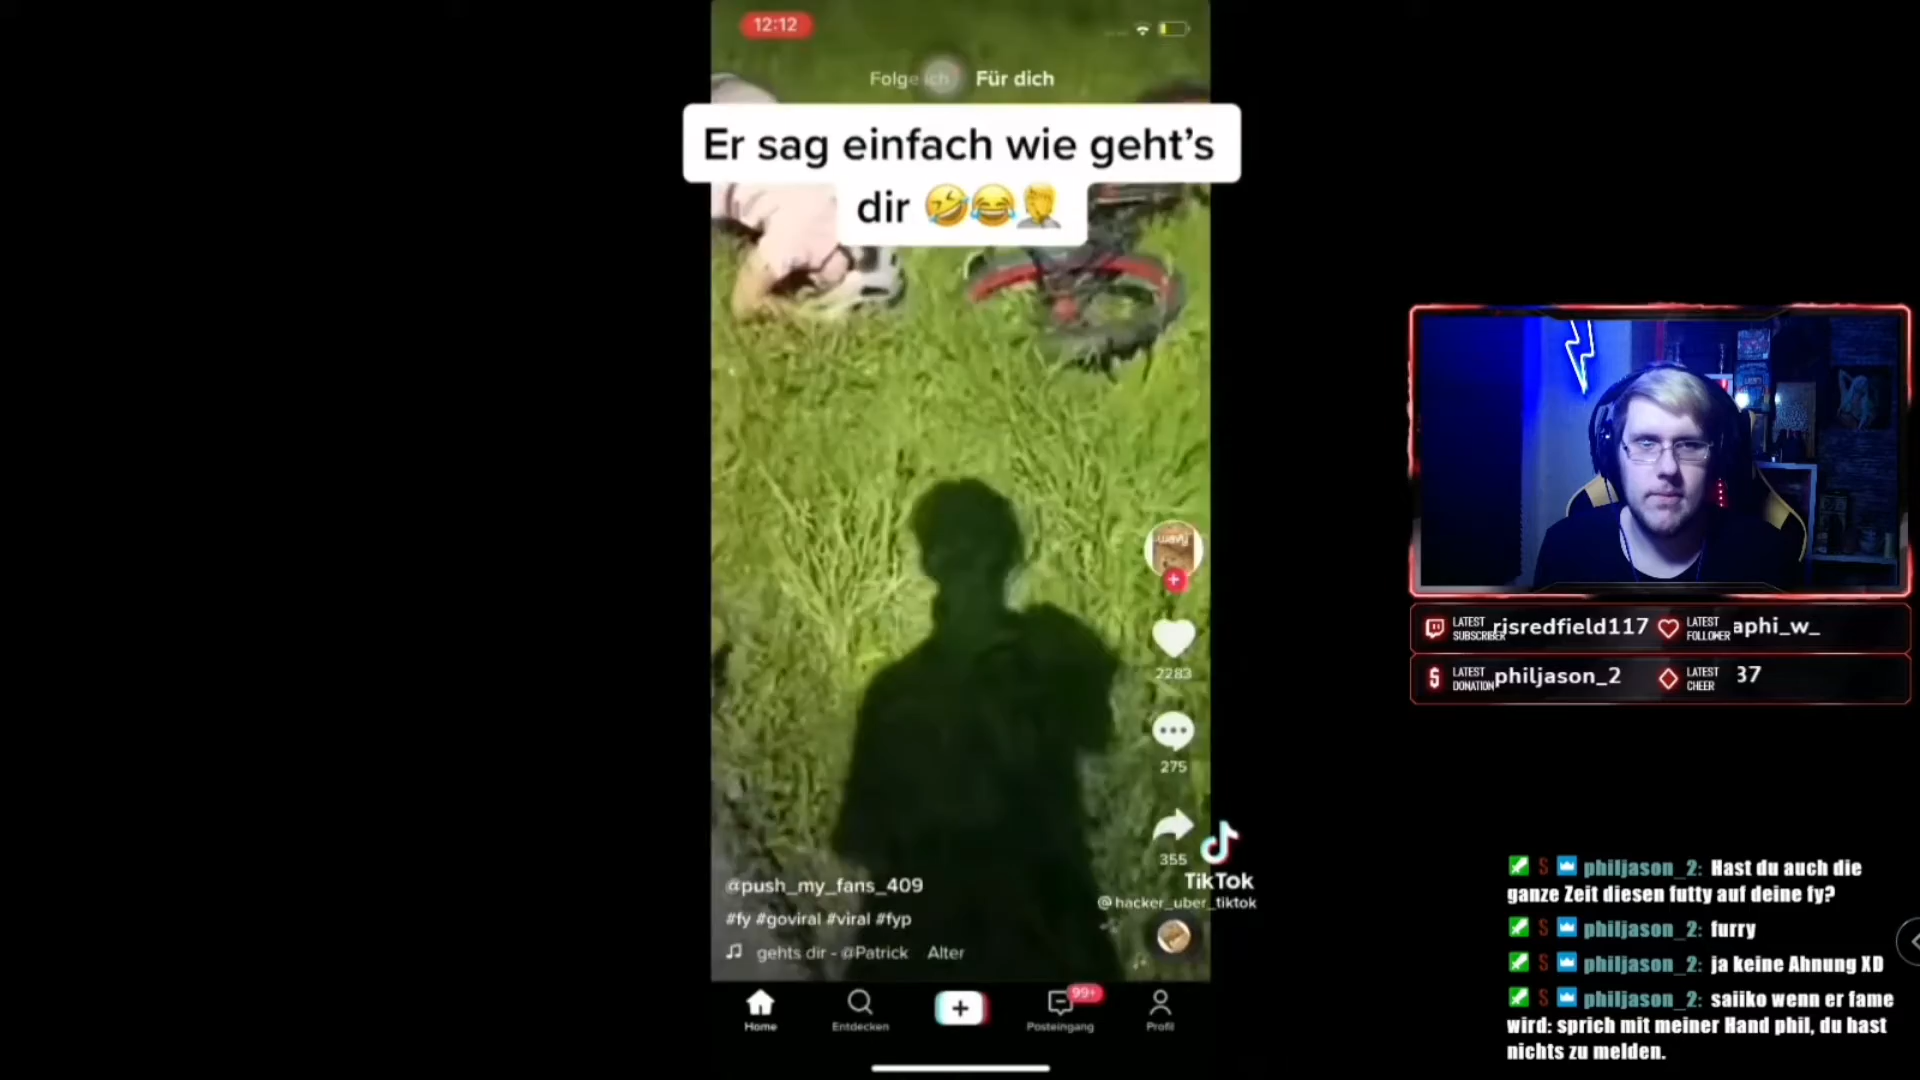 12:12
Folge ich Für dich
Er sag einfach wie geht's
dir 🤣😂🤦
2283
275
355
TikTok
@hacker_uber_tiktok
@push_my_fans_409
#fy #goviral #viral #fyp
gehts dir - @Patrick Alter
Home
Entdecken
99+
Posteingang
Profil
LATEST SUBSCRIBER rjsredfield117
LATEST FOLLOWER aphi_w_
LATEST DONATION philjason_2
LATEST CHEER 37
philjason_2: Hast du auch die
ganze Zeit diesen futty auf deine fy?
philjason_2: furry
philjason_2: ja keine Ahnung XD
philjason_2: saiiko wenn er fame
wird: sprich mit meiner Hand phil, du hast
nichts zu melden.